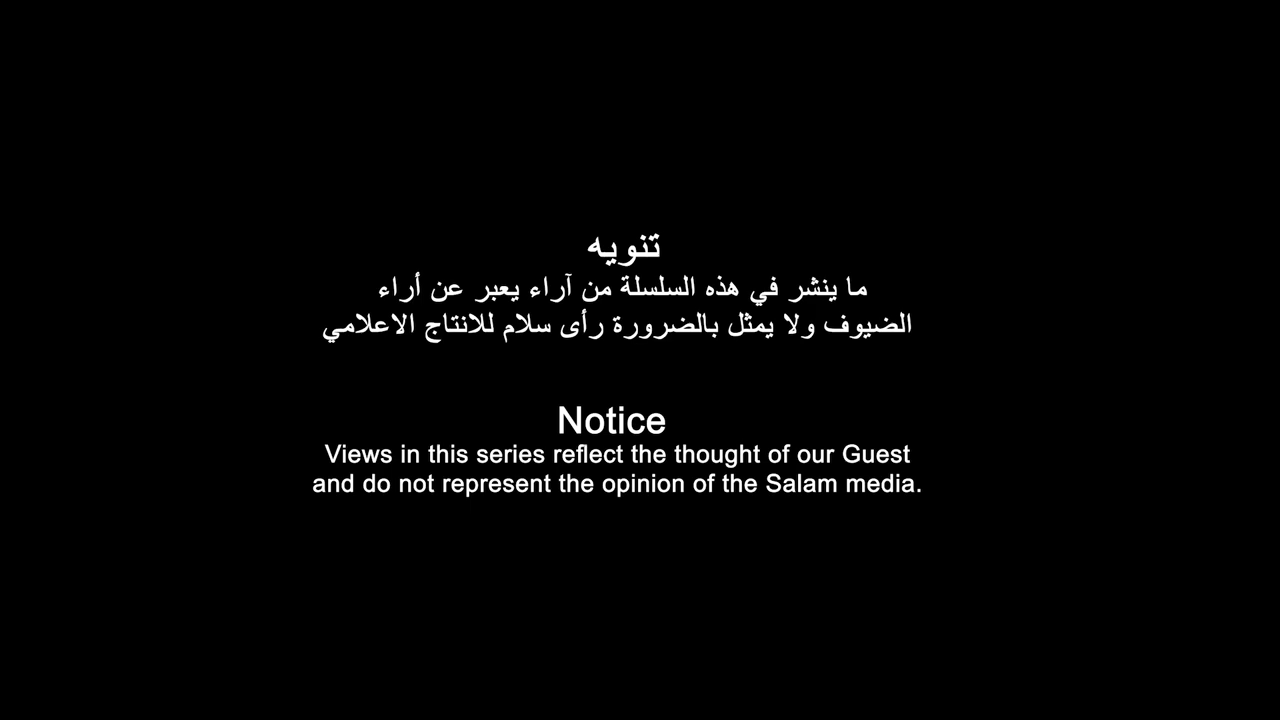 تنويه
ما ينشر في هذه السلسلة من آراء يعبر عن أراء
الضيوف ولا يمثل بالضرورة رأى سلام للانتاج الاعلامي
Notice
Views in this series reflect the thought of our Guest
and do not represent the opinion of the Salam media.